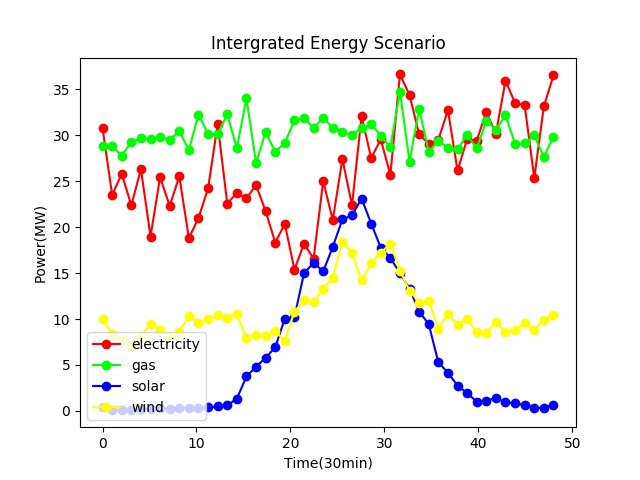 Intergrated Energy Scenario
Power(MW)
35
30
25
20
15
10
5
0
electricity
gas
solar
wind
0 10 20 30 40 50
Time(30min)